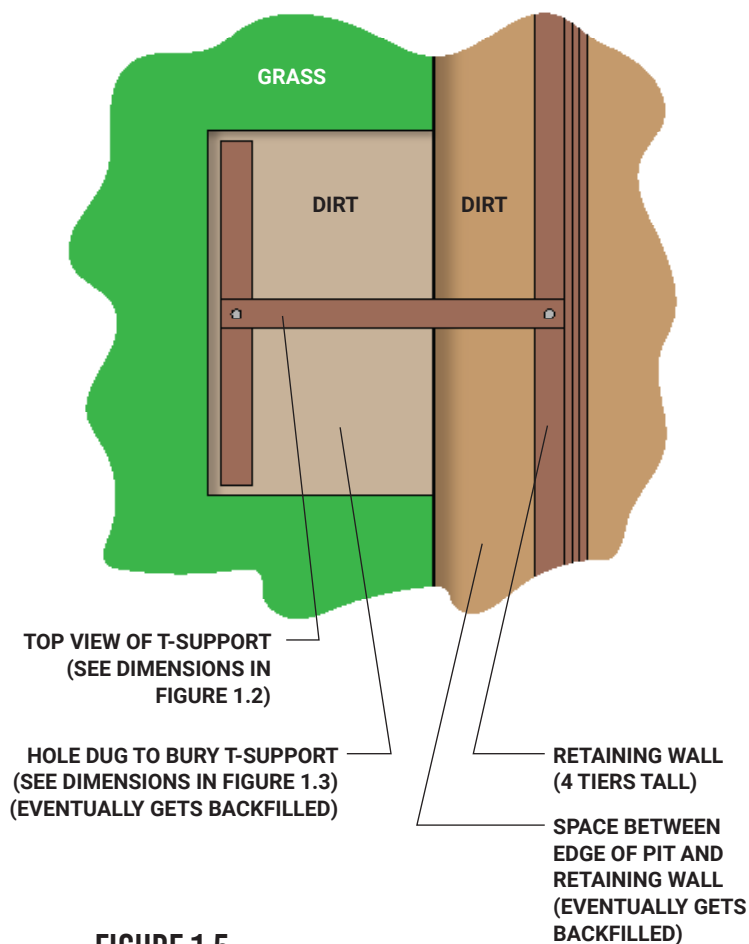 GRASS
DIRT
DIRT
TOP VIEW OF T-SUPPORT
(SEE DIMENSIONS IN
FIGURE 1.2)
HOLE DUG TO BURY T-SUPPORT
(SEE DIMENSIONS IN FIGURE 1.3)
(EVENTUALLY GETS BACKFILLED)
RETAINING WALL
(4 TIERS TALL)
SPACE BETWEEN
EDGE OF PIT AND
RETAINING WALL
(EVENTUALLY GETS
BACKFILLED)
FIGURE 1.5